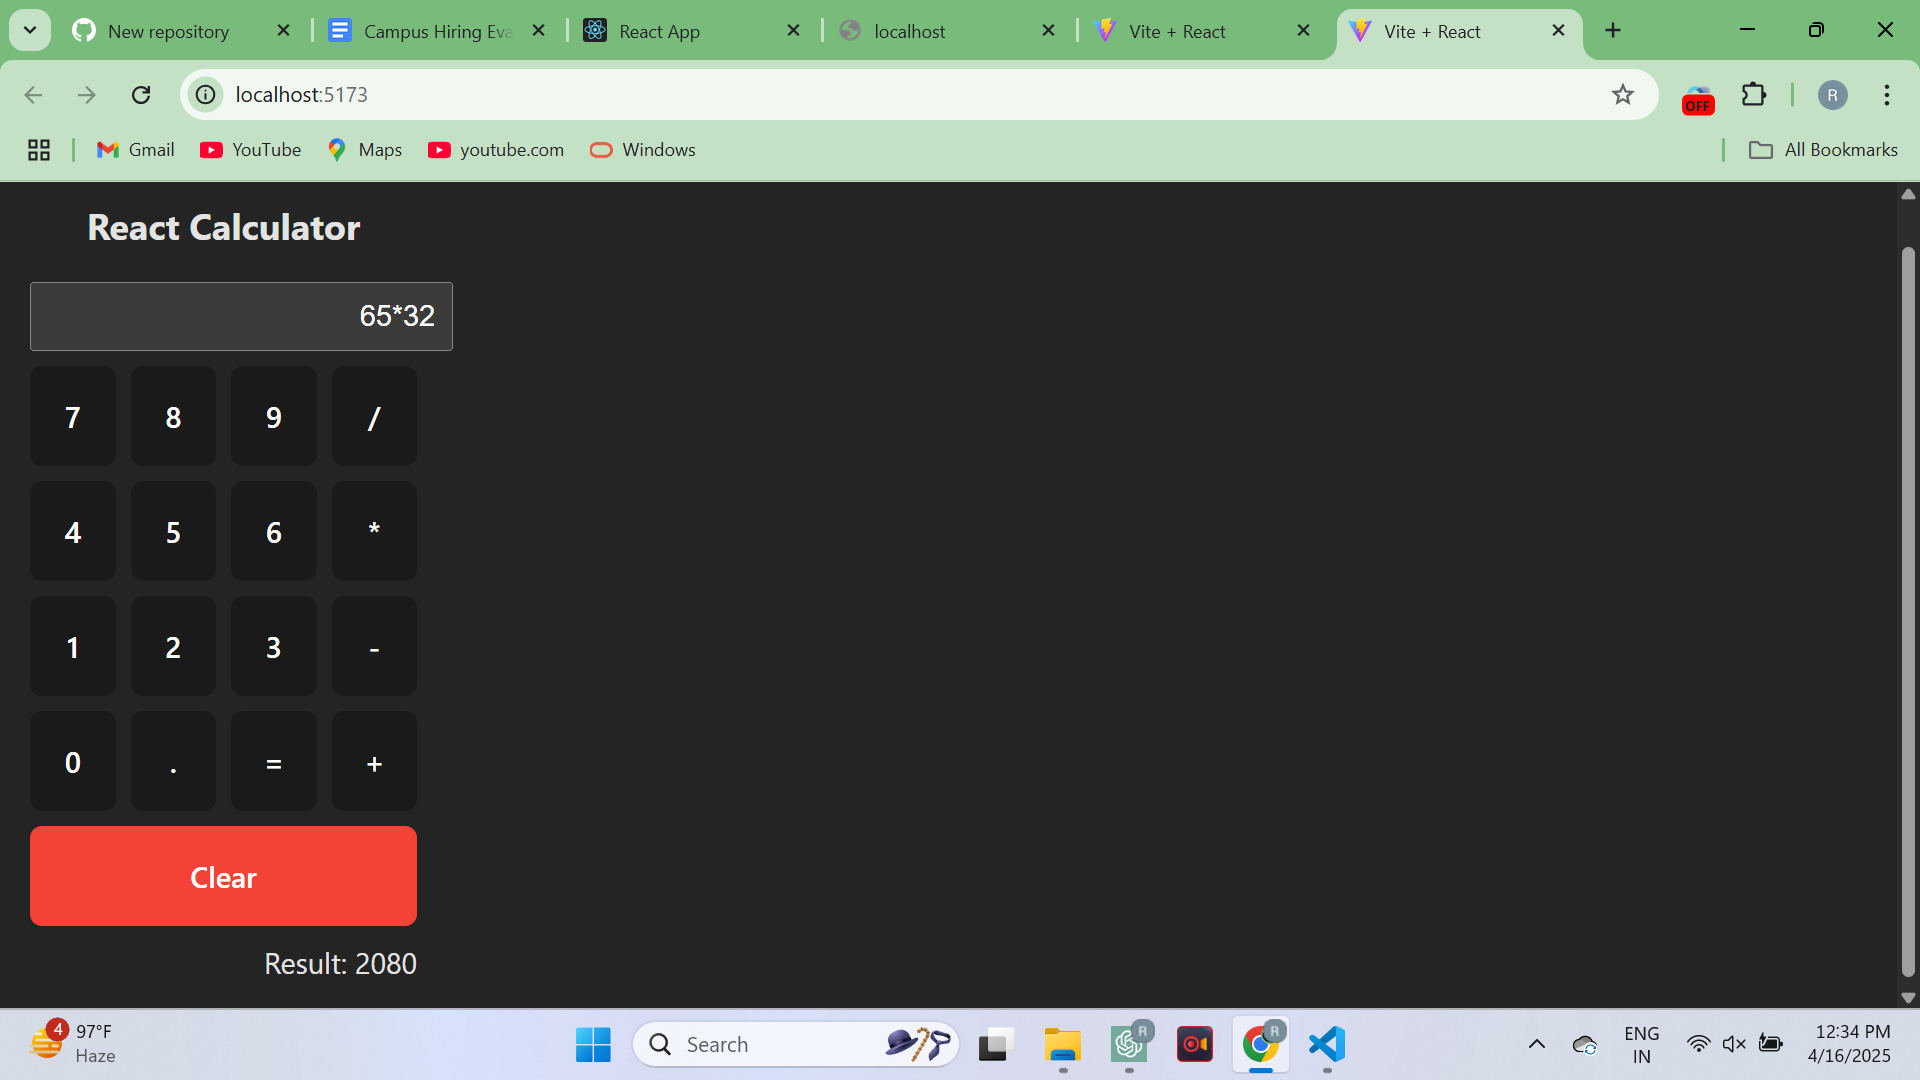 New repository
Campus Hiring Eva
React App
localhost
Vite + React
Vite + React
localhost:5173
OFF
R
Gmail
YouTube
Maps
youtube.com
Windows
All Bookmarks
React Calculator
65*32
7 8 9 /
4 5 6 *
1 2 3 -
0 . = +
Clear
Result: 2080
4
97°F
Haze
Search
R
R
ENG
IN
12:34 PM
4/16/2025